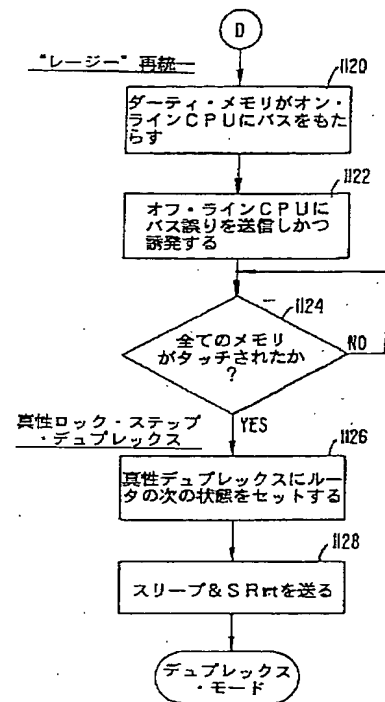 D
“レージー” 再統一
1120
ダーティ・メモリがオン・
ラインCPUにバスをもた
らす
1122
オフ・ラインCPUに
バス誤りを送信しかつ
誘発する
1124
全てのメモリ
がタッチされたか
?
NO
YES
真性ロック・ステップ
・デュプレックス
1126
真性デュプレックスにルー
タの次の状態をセットする
1128
スリープ&SRstを送る
デュプレックス
・モード